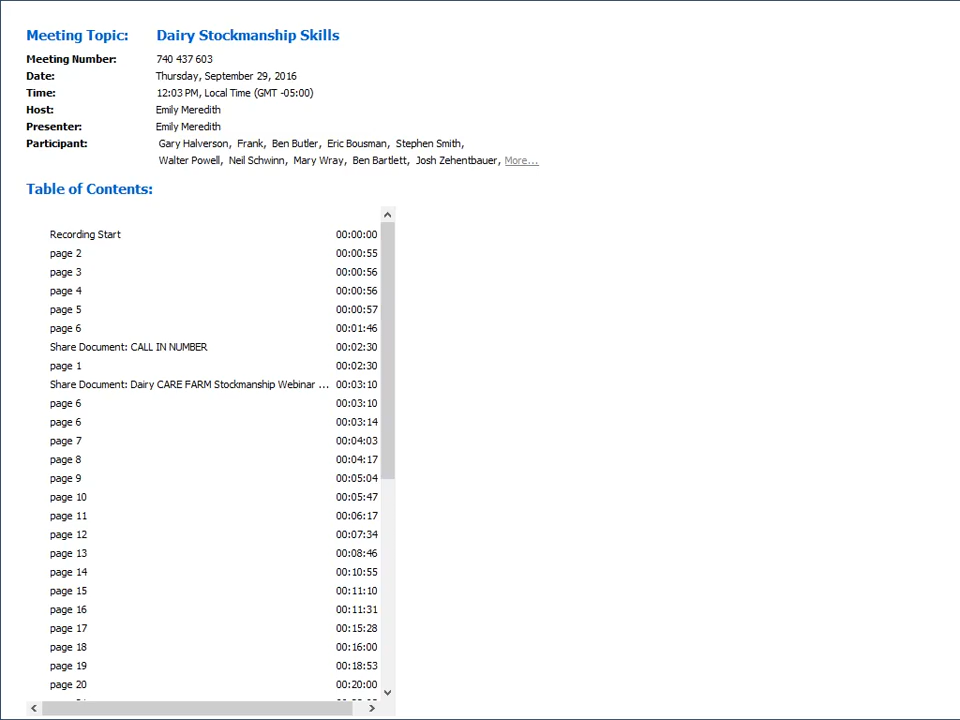 Meeting Topic: Dairy Stockmanship Skills
Meeting Number: 740 437 603
Date: Thursday, September 29, 2016
Time: 12:03 PM, Local Time (GMT -05:00)
Host: Emily Meredith
Presenter: Emily Meredith
Participant: Gary Halverson, Frank, Ben Butler, Eric Bousman, Stephen Smith,
Walter Powell, Neil Schwinn, Mary Wray, Ben Bartlett, Josh Zehentbauer, More...
Table of Contents:
Recording Start 00:00:00
page 2 00:00:55
page 3 00:00:56
page 4 00:00:56
page 5 00:00:57
page 6 00:01:46
Share Document: CALL IN NUMBER 00:02:30
page 1 00:02:30
Share Document: Dairy CARE FARM Stockmanship Webinar ... 00:03:10
page 6 00:03:10
page 6 00:03:14
page 7 00:04:03
page 8 00:04:17
page 9 00:05:04
page 10 00:05:47
page 11 00:06:17
page 12 00:07:34
page 13 00:08:46
page 14 00:10:55
page 15 00:11:10
page 16 00:11:31
page 17 00:15:28
page 18 00:16:00
page 19 00:18:53
page 20 00:20:00